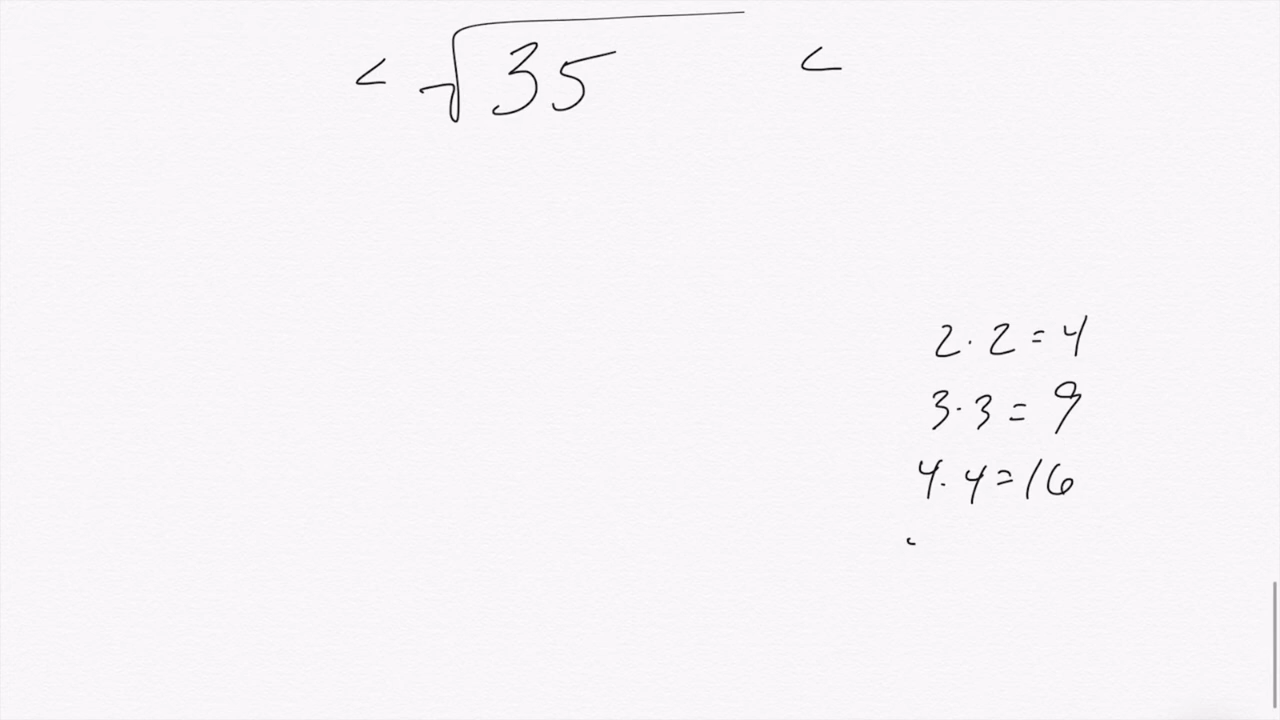 < √35 <
2 · 2 = 4
3 · 3 = 9
4 · 4 = 16